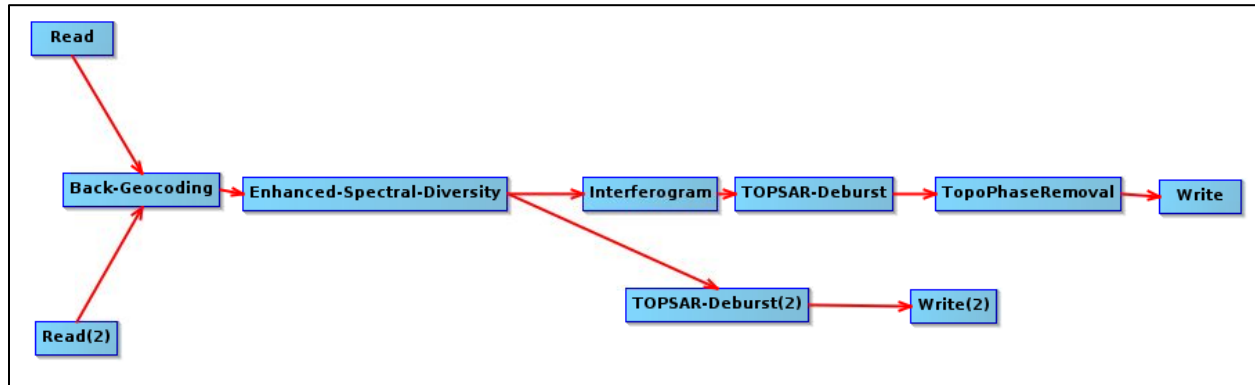 Read
Back-Geocoding
Enhanced-Spectral-Diversity
Interferogram
TOPSAR-Deburst
TopoPhaseRemoval
Write
TOPSAR-Deburst(2)
Write(2)
Read(2)